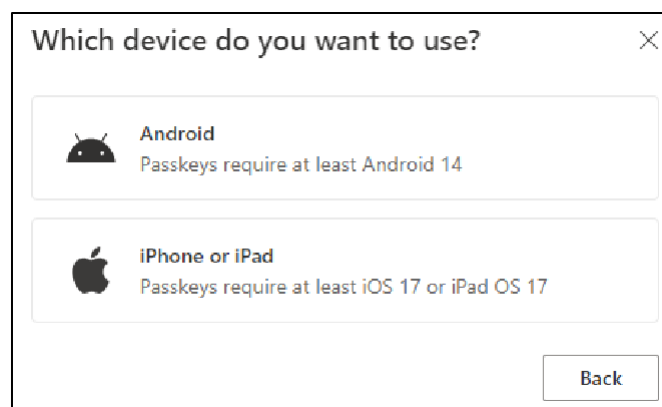 Which device do you want to use?
Android
Passkeys require at least Android 14
iPhone or iPad
Passkeys require at least iOS 17 or iPad OS 17
Back